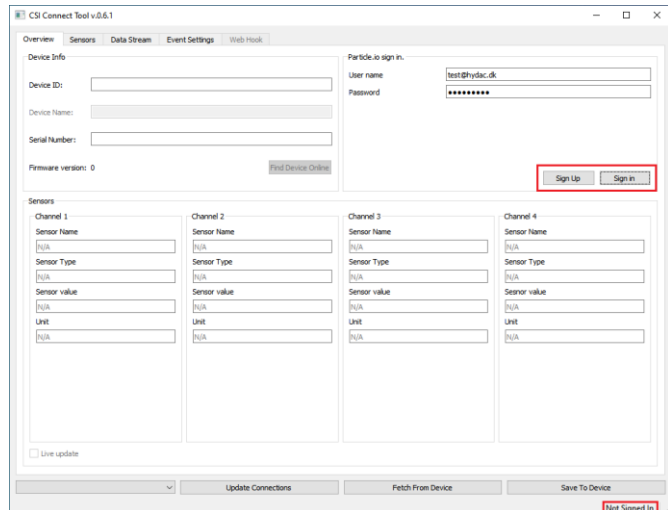 CSI Connect Tool v.0.6.1
Overview Sensors Data Stream Event Settings Web Hook
Device Info
Device ID:
Device Name:
Serial Number:
Firmware version: 0 Find Device Online
Particle.io sign in.
User name test@hydac.dk
Password •••••••••
Sign Up Sign in
Sensors
Channel 1 Channel 2 Channel 3 Channel 4
Sensor Name Sensor Name Sensor Name Sensor Name
N/A N/A N/A N/A
Sensor Type Sensor Type Sensor Type Sensor Type
N/A N/A N/A N/A
Sensor value Sensor value Sensor value Sesnor value
N/A N/A N/A N/A
Unit Unit Unit Unit
N/A N/A N/A N/A
Live update
Update Connections Fetch From Device Save To Device
Not Signed In